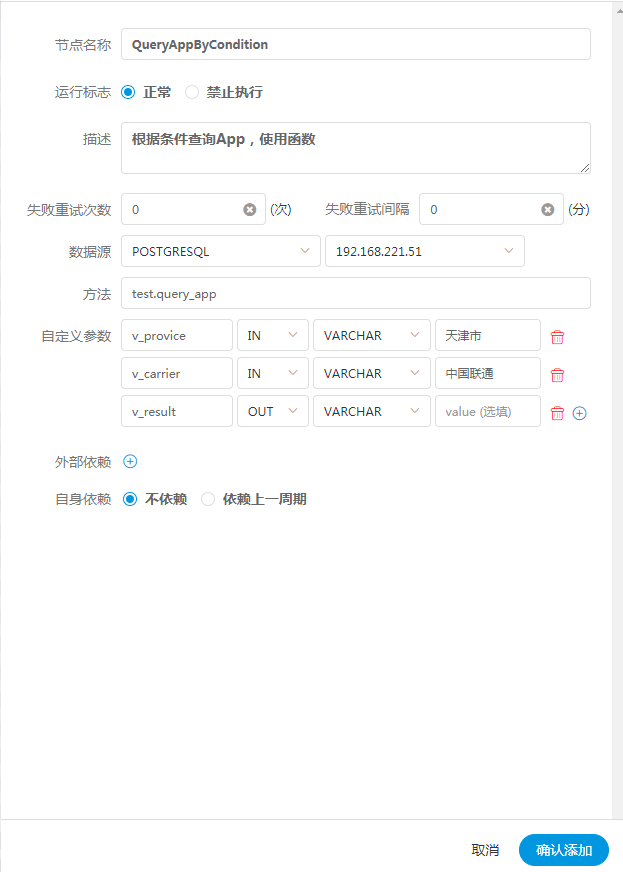 节点名称 QueryAppByCondition
运行标志 正常 禁止执行
描述 根据条件查询App，使用函数
失败重试次数 0 (次) 失败重试间隔 0 (分)
数据源 POSTGRESQL 192.168.221.51
方法 test.query_app
自定义参数 v_provice IN VARCHAR 天津市
v_carrier IN VARCHAR 中国联通
v_result OUT VARCHAR value (选填)
外部依赖
自身依赖 不依赖 依赖上一周期
取消 确认添加